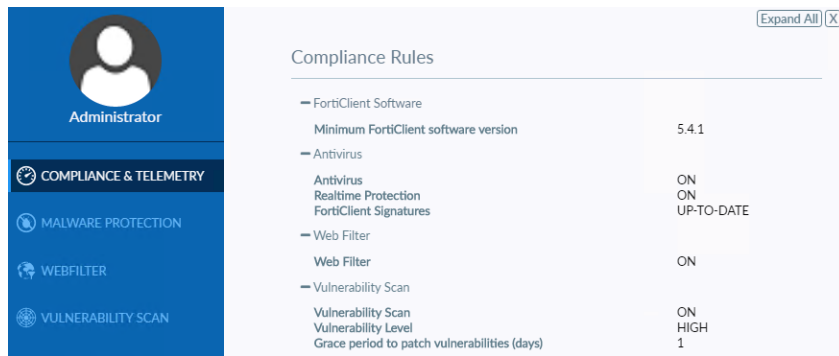 Expand All X
Compliance Rules
Administrator
COMPLIANCE & TELEMETRY
MALWARE PROTECTION
WEBFILTER
VULNERABILITY SCAN
FortiClient Software
Minimum FortiClient software version 5.4.1
Antivirus
Antivirus ON
Realtime Protection ON
FortiClient Signatures UP-TO-DATE
Web Filter
Web Filter ON
Vulnerability Scan
Vulnerability Scan ON
Vulnerability Level HIGH
Grace period to patch vulnerabilities (days) 1